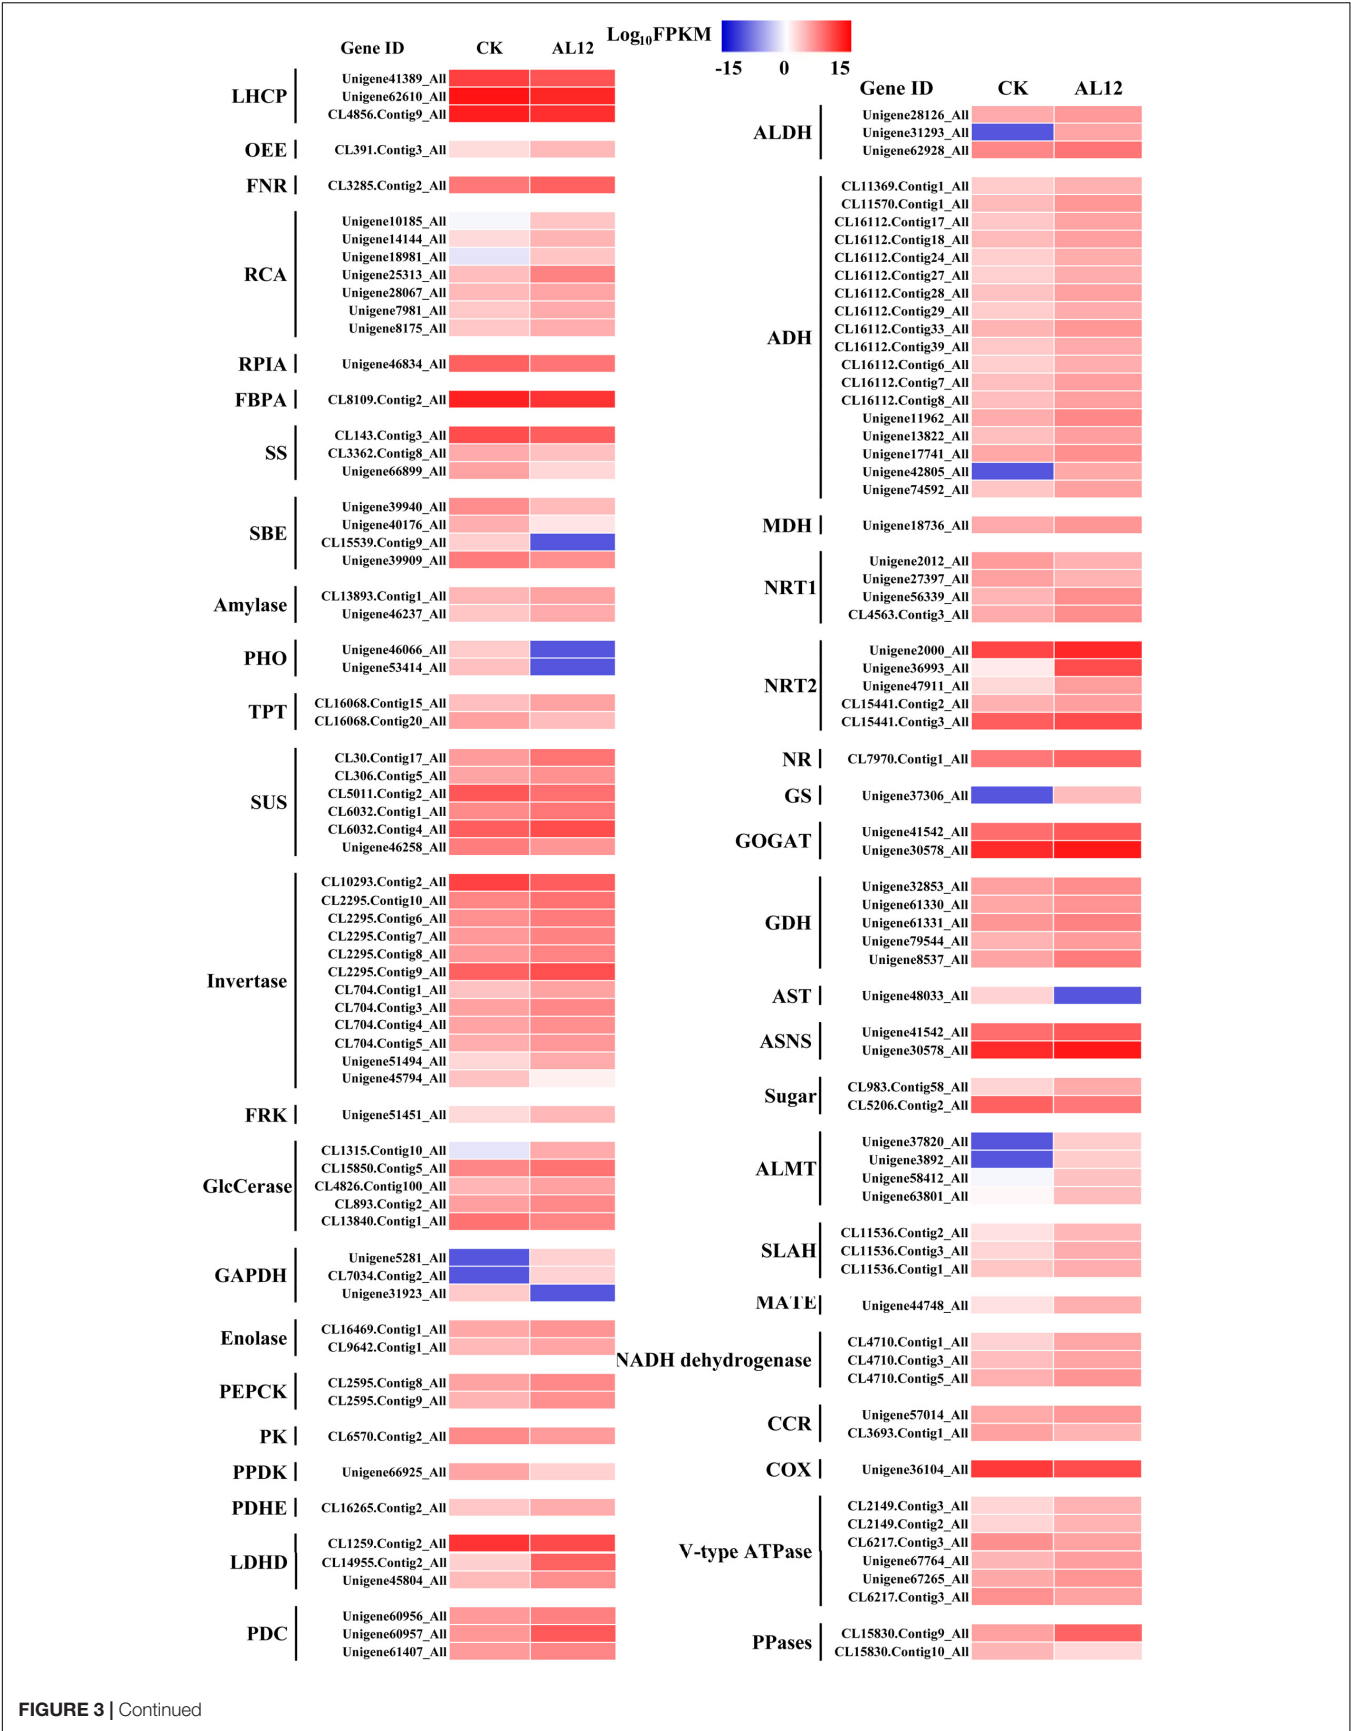 Log10FPKM
-15 0 15
Gene ID CK AL12
LHCP
Unigene41389_All
Unigene62610_All
CL4856.Contig9_All
OEE
CL391.Contig3_All
FNR
CL3285.Contig2_All
RCA
Unigene10185_All
Unigene14144_All
Unigene18981_All
Unigene25313_All
Unigene28067_All
Unigene7981_All
Unigene8175_All
RPIA
Unigene46834_All
FBPA
CL8109.Contig2_All
SS
CL143.Contig3_All
CL3362.Contig8_All
Unigene66899_All
SBE
Unigene39940_All
Unigene40176_All
CL15539.Contig9_All
Unigene39909_All
Amylase
CL13893.Contig1_All
Unigene46237_All
PHO
Unigene46066_All
Unigene53414_All
TPT
CL16068.Contig15_All
CL16068.Contig20_All
SUS
CL30.Contig17_All
CL306.Contig5_All
CL5011.Contig2_All
CL6032.Contig1_All
CL6032.Contig4_All
Unigene46258_All
Invertase
CL10293.Contig2_All
CL2295.Contig10_All
CL2295.Contig6_All
CL2295.Contig7_All
CL2295.Contig8_All
CL2295.Contig9_All
CL704.Contig1_All
CL704.Contig3_All
CL704.Contig4_All
CL704.Contig5_All
Unigene51494_All
Unigene45794_All
FRK
Unigene51451_All
GlcCerase
CL1315.Contig10_All
CL15850.Contig5_All
CL4826.Contig100_All
CL893.Contig2_All
CL13840.Contig1_All
GAPDH
Unigene5281_All
CL7034.Contig2_All
Unigene31923_All
Enolase
CL16469.Contig1_All
CL9642.Contig1_All
PEPCK
CL2595.Contig8_All
CL2595.Contig9_All
PK
CL6570.Contig2_All
PPDK
Unigene66925_All
PDHE
CL16265.Contig2_All
LDHD
CL1259.Contig2_All
CL14955.Contig2_All
Unigene45804_All
PDC
Unigene60956_All
Unigene60957_All
Unigene61407_All
Gene ID CK AL12
ALDH
Unigene28126_All
Unigene31293_All
Unigene62928_All
ADH
CL11369.Contig1_All
CL11570.Contig1_All
CL16112.Contig17_All
CL16112.Contig18_All
CL16112.Contig24_All
CL16112.Contig27_All
CL16112.Contig28_All
CL16112.Contig29_All
CL16112.Contig33_All
CL16112.Contig39_All
CL16112.Contig6_All
CL16112.Contig7_All
CL16112.Contig8_All
Unigene11962_All
Unigene13822_All
Unigene17741_All
Unigene42805_All
Unigene74592_All
MDH
Unigene18736_All
NRT1
Unigene2012_All
Unigene27397_All
Unigene56339_All
CL4563.Contig3_All
NRT2
Unigene2000_All
Unigene36993_All
Unigene47911_All
CL15441.Contig2_All
CL15441.Contig3_All
NR
CL7970.Contig1_All
GS
Unigene37306_All
GOGAT
Unigene41542_All
Unigene30578_All
GDH
Unigene32853_All
Unigene61330_All
Unigene61331_All
Unigene79544_All
Unigene8537_All
AST
Unigene48033_All
ASNS
Unigene41542_All
Unigene30578_All
Sugar
CL983.Contig58_All
CL5206.Contig2_All
ALMT
Unigene37820_All
Unigene3892_All
Unigene58412_All
Unigene63801_All
SLAH
CL11536.Contig2_All
CL11536.Contig3_All
CL11536.Contig1_All
MATE
Unigene44748_All
NADH dehydrogenase
CL4710.Contig1_All
CL4710.Contig3_All
CL4710.Contig5_All
CCR
Unigene57014_All
CL3693.Contig1_All
COX
Unigene36104_All
V-type ATPase
CL2149.Contig3_All
CL2149.Contig2_All
CL6217.Contig3_All
Unigene67764_All
Unigene67265_All
CL6217.Contig3_All
PPases
CL15830.Contig9_All
CL15830.Contig10_All
FIGURE 3 | Continued